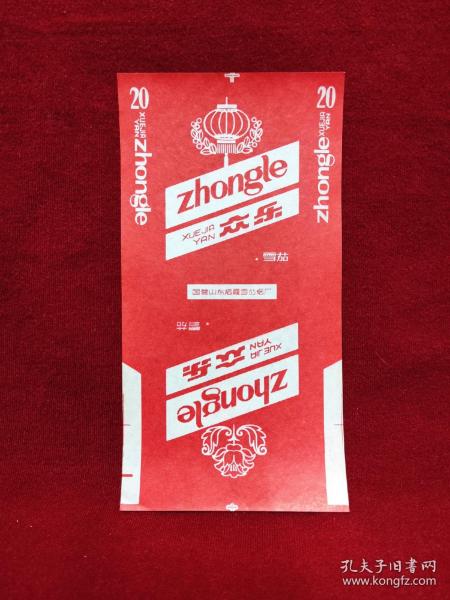 20
XUEJIA
YAN
zhongle
20
XUEJIA
YAN
zhongle
zhongle
XUEJIA
YAN
众乐
雪茄
雪茄
XUEJIA
YAN
众乐
zhongle
孔夫子旧书网
www.kongfz.com